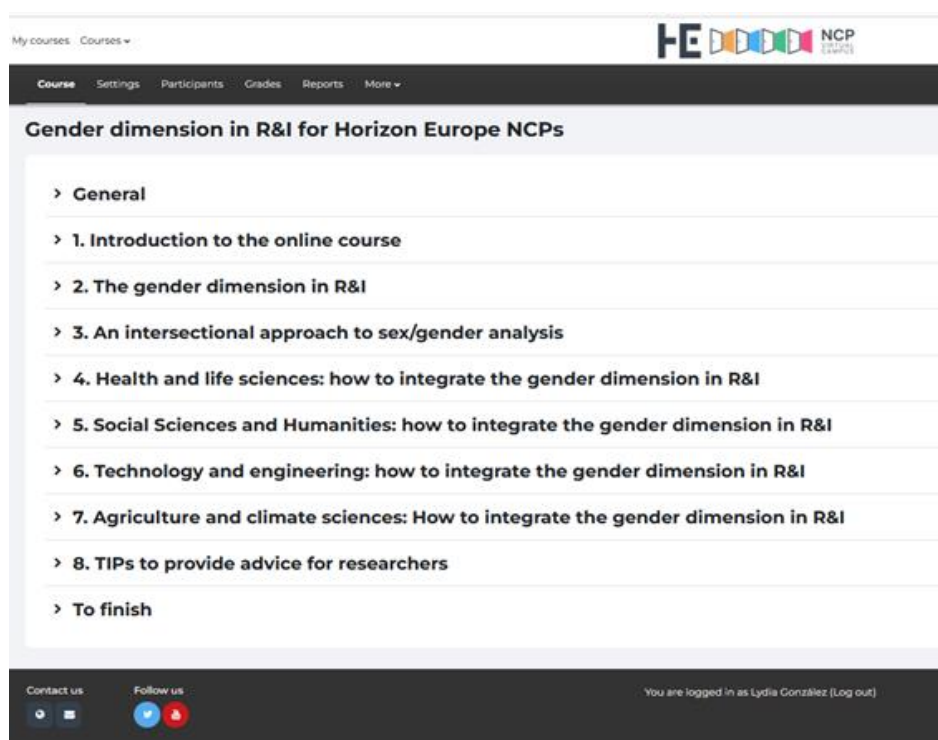 My courses Courses
HE NCP
VIRTUAL
CAMPUS
Course Settings Participants Grades Reports More
Gender dimension in R&I for Horizon Europe NCPs
General
1. Introduction to the online course
2. The gender dimension in R&I
3. An intersectional approach to sex/gender analysis
4. Health and life sciences: how to integrate the gender dimension in R&I
5. Social Sciences and Humanities: how to integrate the gender dimension in R&I
6. Technology and engineering: how to integrate the gender dimension in R&I
7. Agriculture and climate sciences: How to integrate the gender dimension in R&I
8. TIPs to provide advice for researchers
To finish
Contact us Follow us You are logged in as Lydia González (Log out)